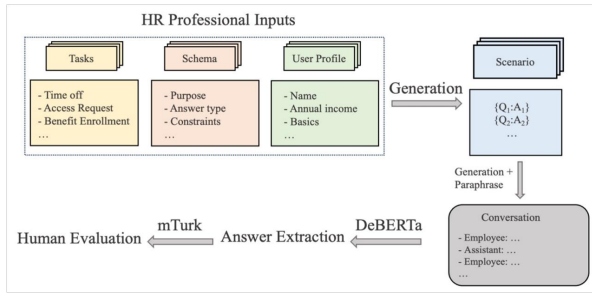 HR Professional Inputs
Tasks
- Time off
- Access Request
- Benefit Enrollment
…
Schema
- Purpose
- Answer type
- Constraints
…
User Profile
- Name
- Annual income
- Basics
…
Generation
Scenario
{Q₁:A₁}
{Q₂:A₂}
…
Generation +
Paraphrase
Conversation
- Employee: …
- Assistant: …
- Employee: …
…
DeBERTa
Answer Extraction
mTurk
Human Evaluation